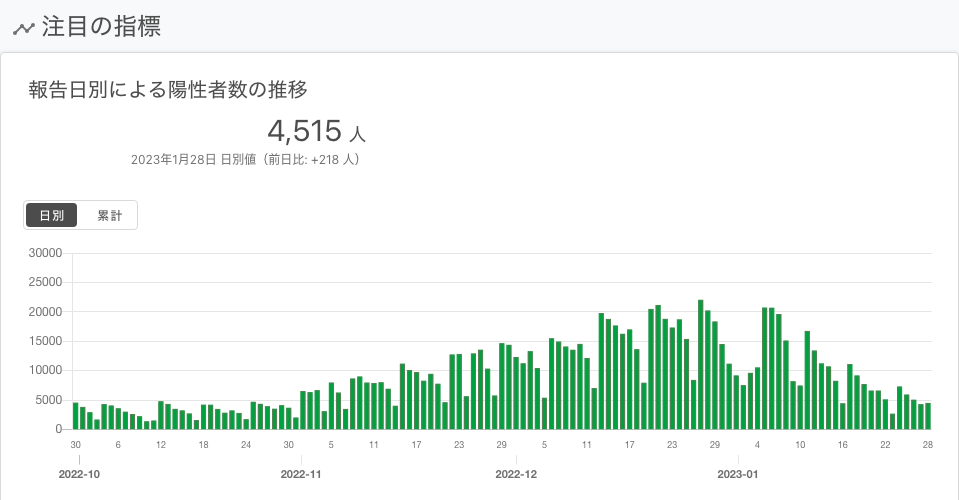 注目の指標
報告日別による陽性者数の推移
4,515 人
2023年1月28日 日別値（前日比: +218 人）
日別 累計
30000
25000
20000
15000
10000
5000
0
30 6 12 18 24 30 5 11 17 23 29 5 11 17 23 29 4 10 16 22 28
2022-10 2022-11 2022-12 2023-01